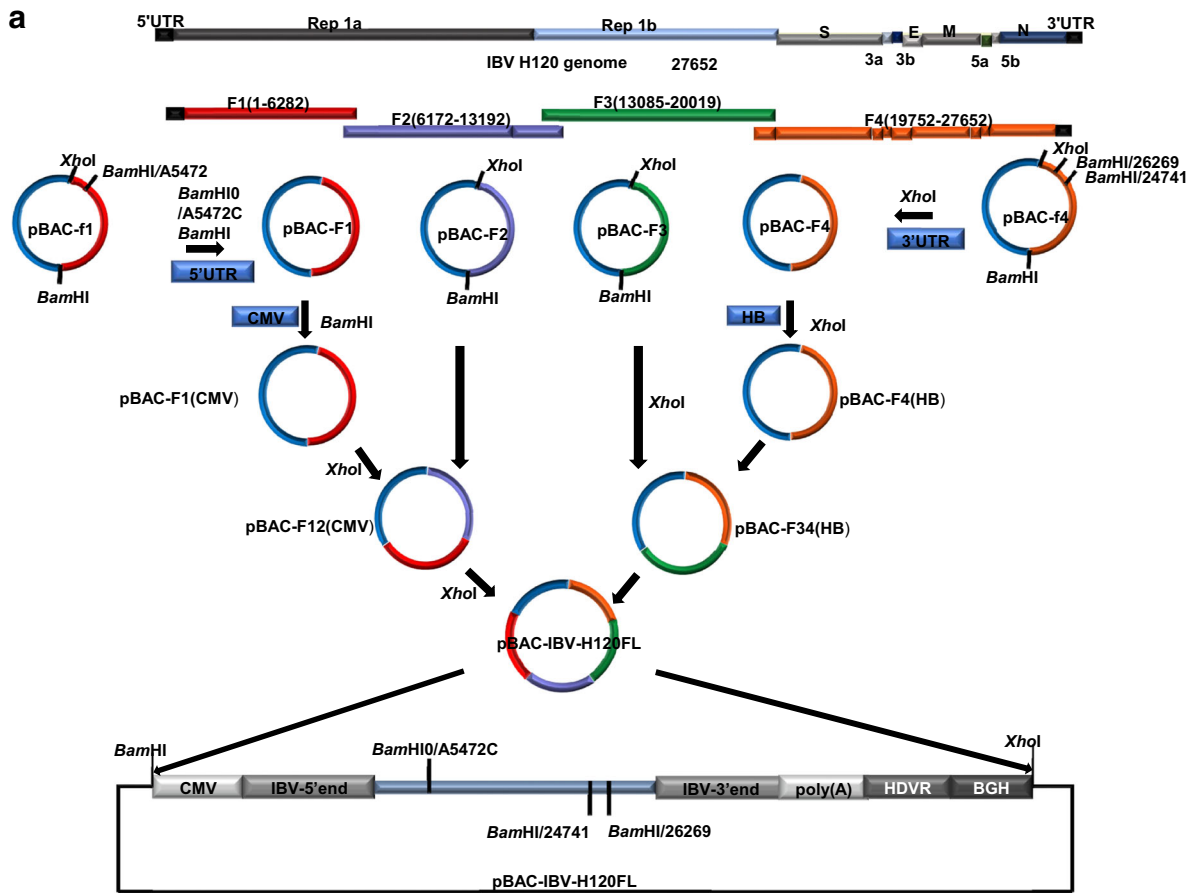 a
5'UTR Rep 1a Rep 1b S E M N 3'UTR
3a 3b 5a 5b
IBV H120 genome 27652
F1(1-6282) F3(13085-20019)
F2(6172-13192) F4(19752-27652)
XhoI
BamHI/A5472
pBAC-f1
BamHI
BamHI0
/A5472C
BamHI
5'UTR
pBAC-F1
XhoI
pBAC-F2
BamHI
XhoI
pBAC-F3
BamHI
pBAC-F4
XhoI
3'UTR
XhoI
BamHI/26269
BamHI/24741
pBAC-f4
BamHI
CMV BamHI
HB XhoI
pBAC-F1(CMV)
XhoI
pBAC-F4(HB)
XhoI
pBAC-F12(CMV)
pBAC-F34(HB)
XhoI
pBAC-IBV-H120FL
BamHI BamHI0/A5472C XhoI
CMV IBV-5'end IBV-3'end poly(A) HDVR BGH
BamHI/24741 BamHI/26269
pBAC-IBV-H120FL